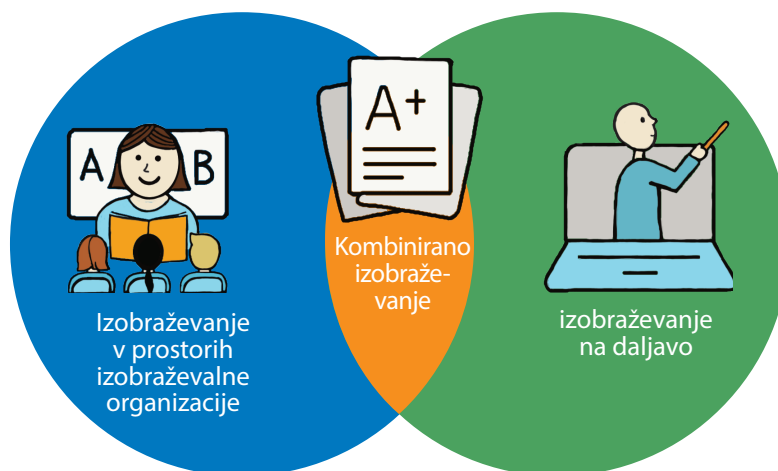 A B
A+
Izobraževanje
v prostorih
izobraževalne
organizacije
Kombinirano
izobraže-
vanje
izobraževanje
na daljavo